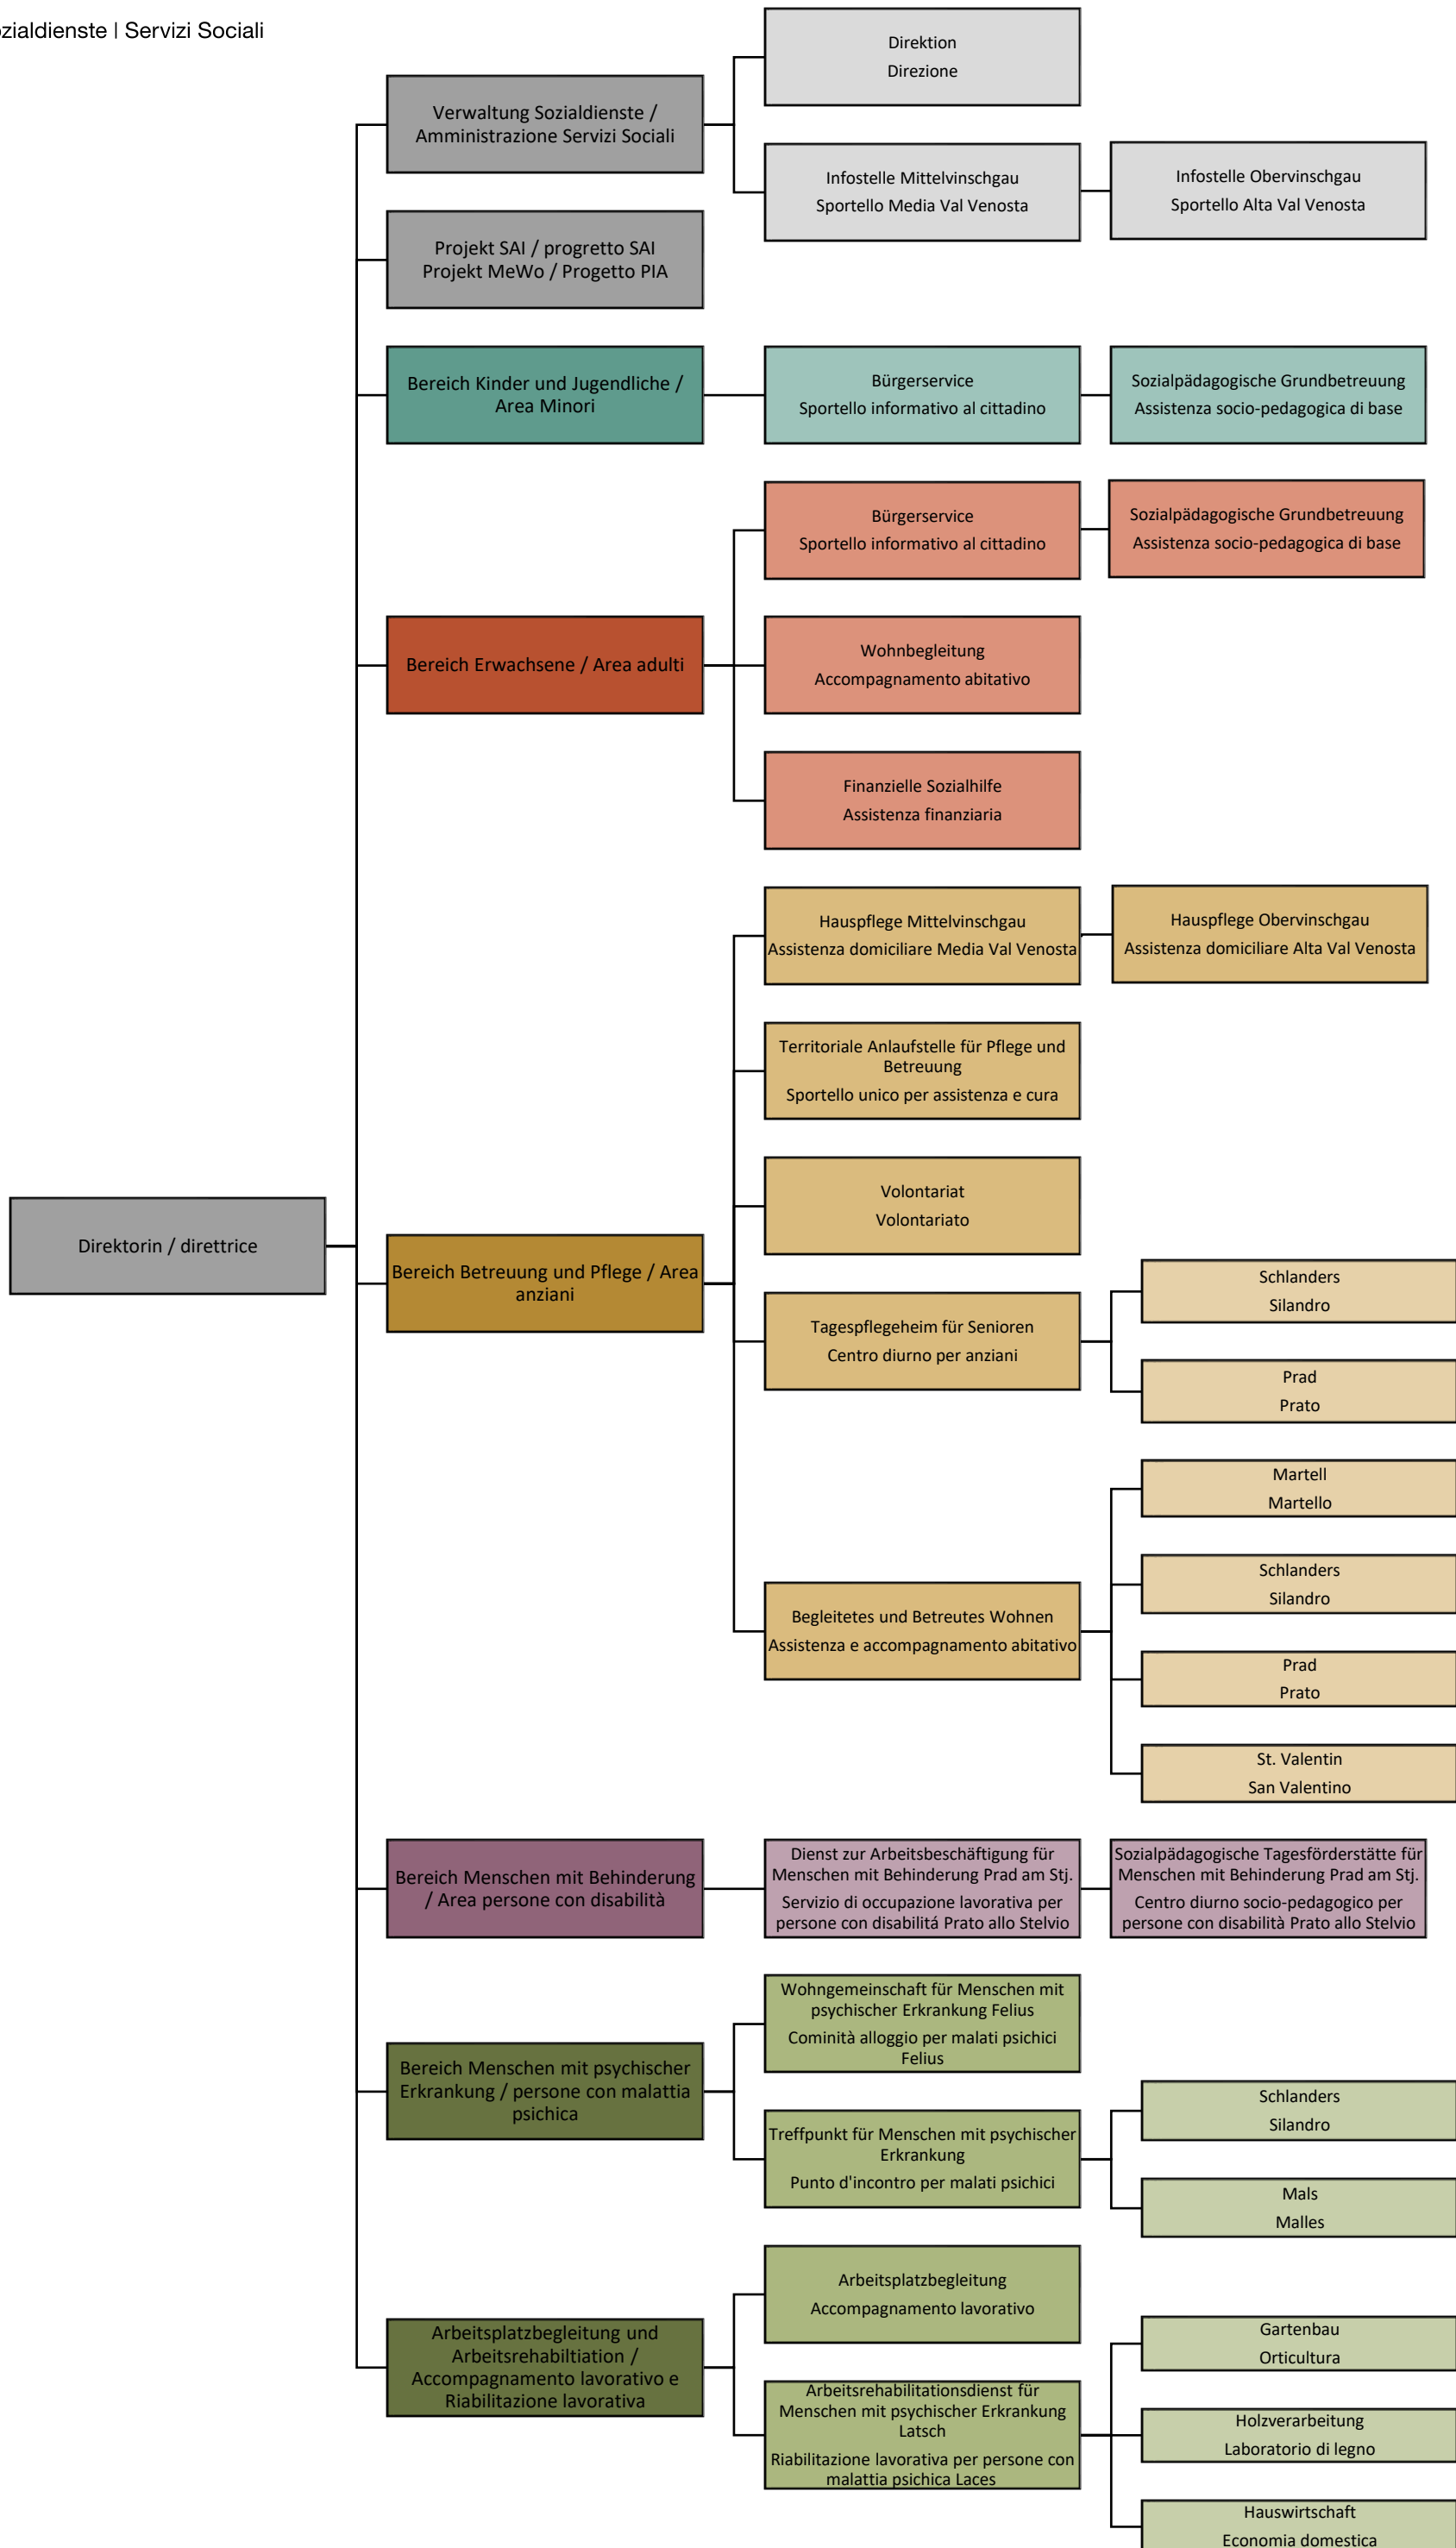 ozialdienste | Servizi Sociali
Direktion
Direzione
Verwaltung Sozialdienste /
Amministrazione Servizi Sociali
Infostelle Mittelvinschgau
Sportello Media Val Venosta
Infostelle Obervinschgau
Sportello Alta Val Venosta
Projekt SAI / progretto SAI
Projekt MeWo / Progetto PIA
Bereich Kinder und Jugendliche /
Area Minori
Bürgerservice
Sportello informativo al cittadino
Sozialpädagogische Grundbetreuung
Assistenza socio-pedagogica di base
Bürgerservice
Sportello informativo al cittadino
Sozialpädagogische Grundbetreuung
Assistenza socio-pedagogica di base
Bereich Erwachsene / Area adulti
Wohnbegleitung
Accompagnamento abitativo
Finanzielle Sozialhilfe
Assistenza finanziaria
Hauspflege Mittelvinschgau
Assistenza domiciliare Media Val Venosta
Hauspflege Obervinschgau
Assistenza domiciliare Alta Val Venosta
Territoriale Anlaufstelle für Pflege und
Betreuung
Sportello unico per assistenza e cura
Volontariat
Volontariato
Direktorin / direttrice
Bereich Betreuung und Pflege / Area
anziani
Tagespflegeheim für Senioren
Centro diurno per anziani
Schlanders
Silandro
Prad
Prato
Begleitetes und Betreutes Wohnen
Assistenza e accompagnamento abitativo
Martell
Martello
Schlanders
Silandro
Prad
Prato
St. Valentin
San Valentino
Bereich Menschen mit Behinderung
/ Area persone con disabilità
Dienst zur Arbeitsbeschäftigung für
Menschen mit Behinderung Prad am Stj.
Servizio di occupazione lavorativa per
persone con disabilitá Prato allo Stelvio
Sozialpädagogische Tagesförderstätte für
Menschen mit Behinderung Prad am Stj.
Centro diurno socio-pedagogico per
persone con disabilità Prato allo Stelvio
Bereich Menschen mit psychischer
Erkrankung / persone con malattia
psichica
Wohngemeinschaft für Menschen mit
psychischer Erkrankung Felius
Cominità alloggio per malati psichici
Felius
Treffpunkt für Menschen mit psychischer
Erkrankung
Punto d'incontro per malati psichici
Schlanders
Silandro
Mals
Malles
Arbeitsplatzbegleitung und
Arbeitsrehabiltiation /
Accompagnamento lavorativo e
Riabilitazione lavorativa
Arbeitsplatzbegleitung
Accompagnamento lavorativo
Arbeitsrehabilitationsdienst für
Menschen mit psychischer Erkrankung
Latsch
Riabilitazione lavorativa per persone con
malattia psichica Laces
Gartenbau
Orticultura
Holzverarbeitung
Laboratorio di legno
Hauswirtschaft
Economia domestica